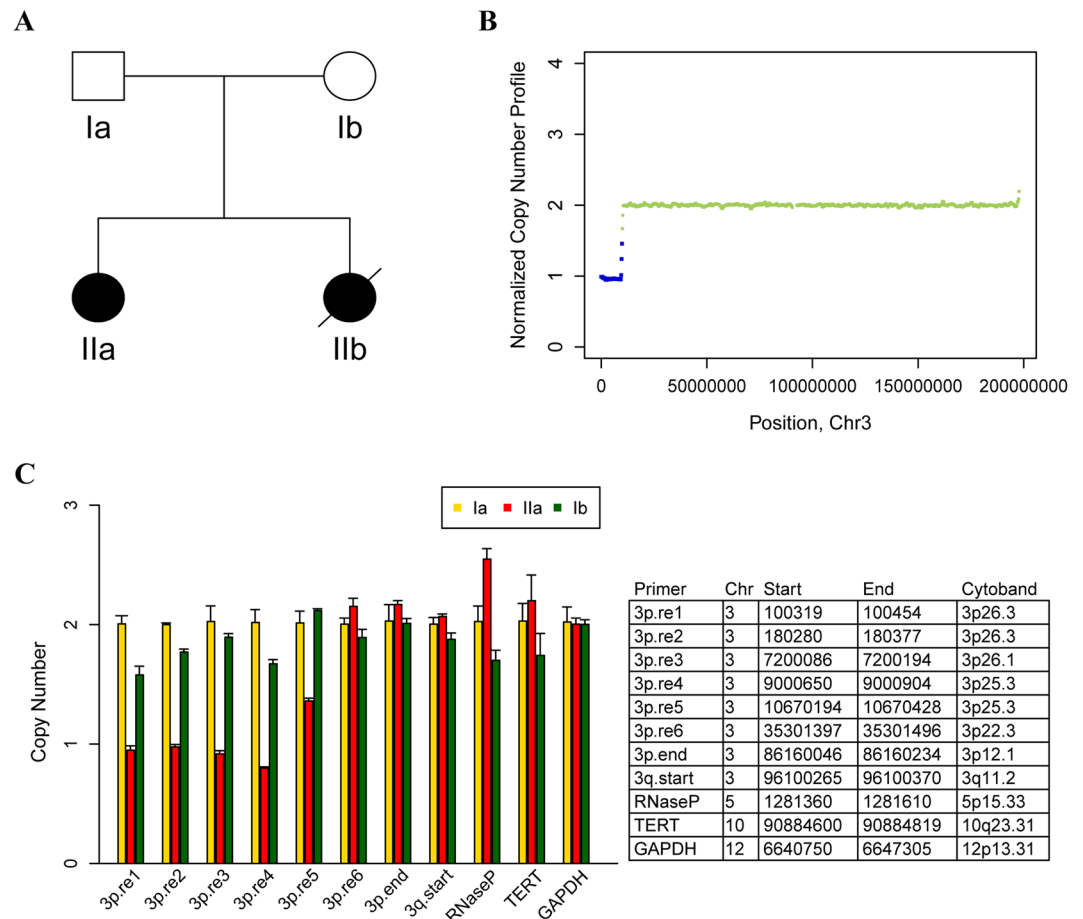 A
Ia
Ib
IIa
IIb
B
Normalized Copy Number Profile
4
3
2
1
0
0 50000000 100000000 150000000 200000000
Position, Chr3
C
Copy Number
3
2
1
0
Ia IIa Ib
3p.re1 3p.re2 3p.re3 3p.re4 3p.re5 3p.re6 3p.end 3q.start RNaseP TERT GAPDH
Primer Chr Start End Cytoband
3p.re1 3 100319 100454 3p26.3
3p.re2 3 180280 180377 3p26.3
3p.re3 3 7200086 7200194 3p26.1
3p.re4 3 9000650 9000904 3p25.3
3p.re5 3 10670194 10670428 3p25.3
3p.re6 3 35301397 35301496 3p22.3
3p.end 3 86160046 86160234 3p12.1
3q.start 3 96100265 96100370 3q11.2
RNaseP 5 1281360 1281610 5p15.33
TERT 10 90884600 90884819 10q23.31
GAPDH 12 6640750 6647305 12p13.31